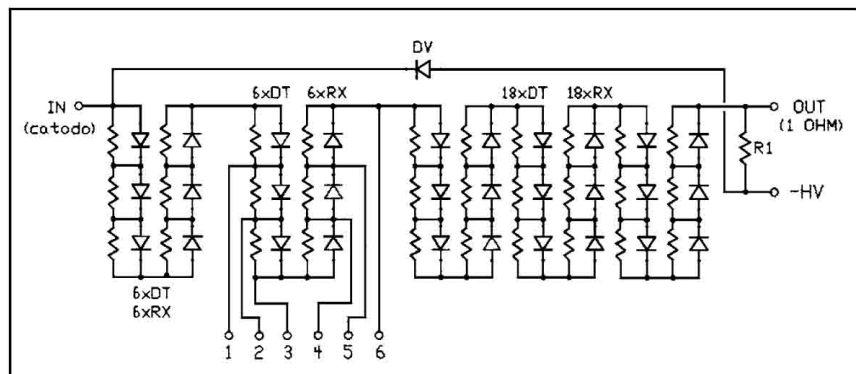 DV
6xDT 6xRX 18xDT 18xRX
IN OUT
(catodo) (1 OHM)
R1
-HV
6xDT
6xRX
1 2 3 4 5 6